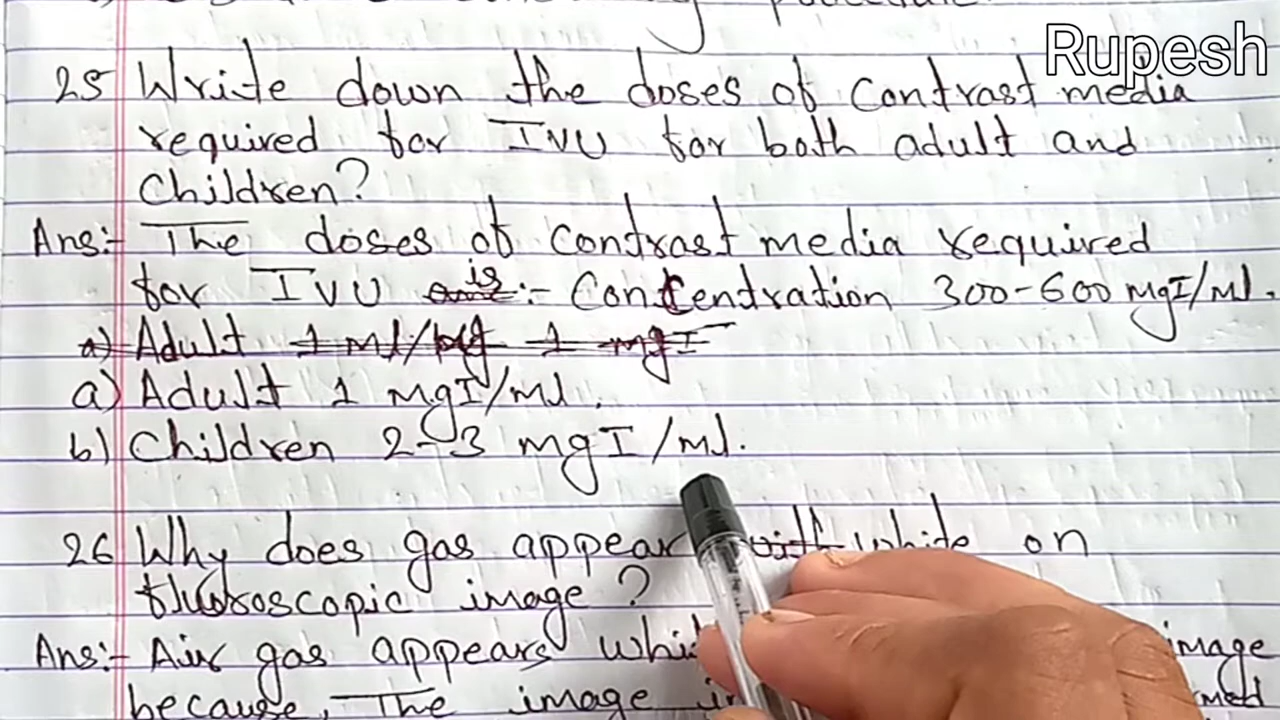 procedure.
Rupesh
25 Write down the doses of Contrast media
required for IVU for both adult and
Children?
Ans:- The doses of contrast media required
for IVU is :- Concentration 300-600 mgI/ml.
a) Adult 1 ml/kg 1 mgI
a) Adult 1 mgI/ml.
b) Children 2-3 mgI/ml.
26 Why does gas appear with white on
fluoroscopic image ?
Ans:- Air gas appears image
because, The image